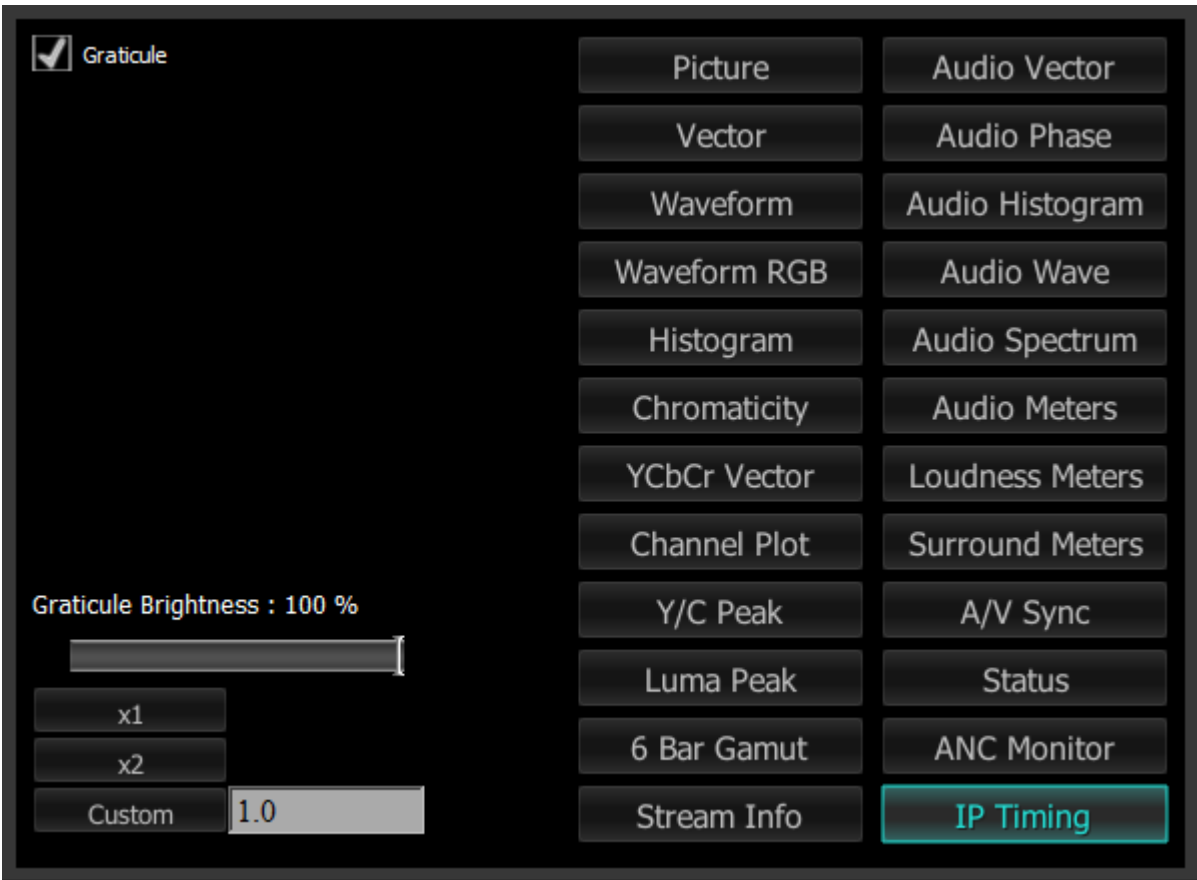 Graticule
Graticule Brightness : 100 %
x1
x2
Custom 1.0
Picture
Vector
Waveform
Waveform RGB
Histogram
Chromaticity
YCbCr Vector
Channel Plot
Y/C Peak
Luma Peak
6 Bar Gamut
Stream Info
Audio Vector
Audio Phase
Audio Histogram
Audio Wave
Audio Spectrum
Audio Meters
Loudness Meters
Surround Meters
A/V Sync
Status
ANC Monitor
IP Timing